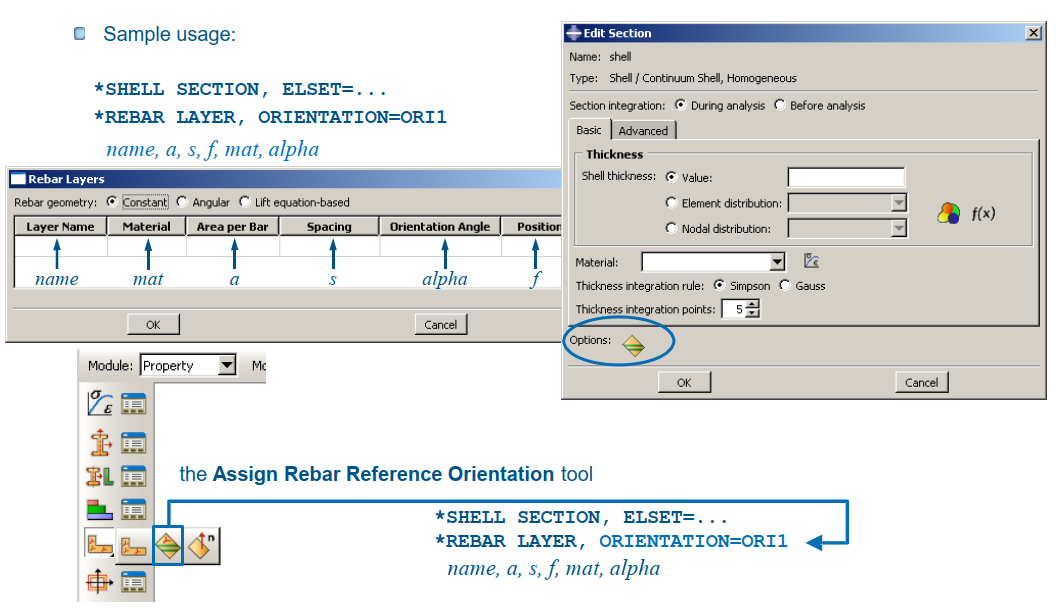 Sample usage:
*SHELL SECTION, ELSET=...
*REBAR LAYER, ORIENTATION=ORI1
name, a, s, f, mat, alpha
Rebar Layers
Rebar geometry: Constant Angular Lift equation-based
Layer Name Material Area per Bar Spacing Orientation Angle Position
name mat a s alpha f
OK Cancel
Edit Section
Name: shell
Type: Shell / Continuum Shell, Homogeneous
Section integration: During analysis Before analysis
Basic Advanced
Thickness
Shell thickness: Value:
Element distribution:
f(x)
Nodal distribution:
Material:
σ ε
Thickness integration rule: Simpson Gauss
Thickness integration points: 5
Options:
OK Cancel
Module: Property Mo
σ ε
L
the Assign Rebar Reference Orientation tool
*SHELL SECTION, ELSET=...
*REBAR LAYER, ORIENTATION=ORI1
name, a, s, f, mat, alpha
n